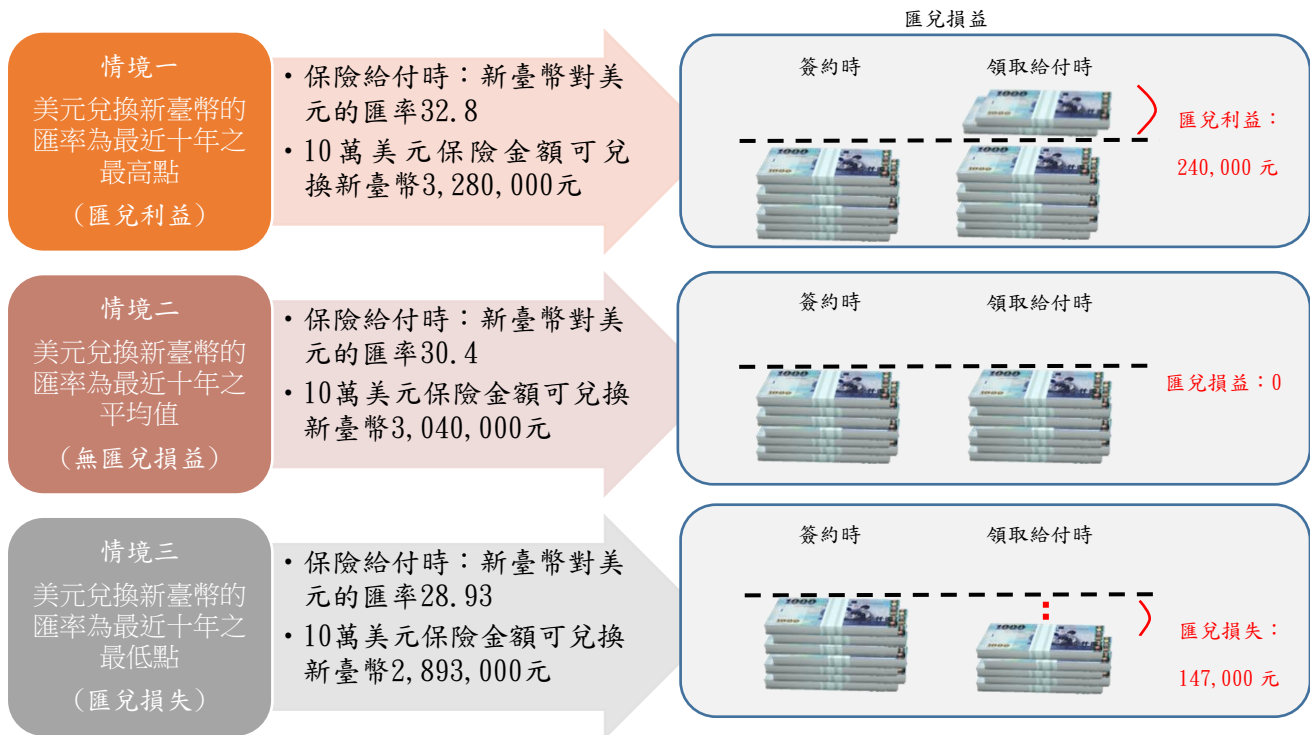 匯兌損益
情境一
美元兌換新臺幣的
匯率為最近十年之
最高點
(匯兌利益)
•保險給付時：新臺幣對美
元的匯率32.8
•10萬美元保險金額可兌
換新臺幣3,280,000元
簽約時
領取給付時
匯兌利益：
240,000 元
情境二
美元兌換新臺幣的
匯率為最近十年之
平均值
(無匯兌損益)
•保險給付時：新臺幣對美
元的匯率30.4
•10萬美元保險金額可兌換
新臺幣3,040,000元
簽約時
領取給付時
匯兌損益：0
情境三
美元兌換新臺幣的
匯率為最近十年之
最低點
(匯兌損失)
•保險給付時：新臺幣對美
元的匯率28.93
•10萬美元保險金額可兌換
新臺幣2,893,000元
簽約時
領取給付時
匯兌損失：
147,000 元